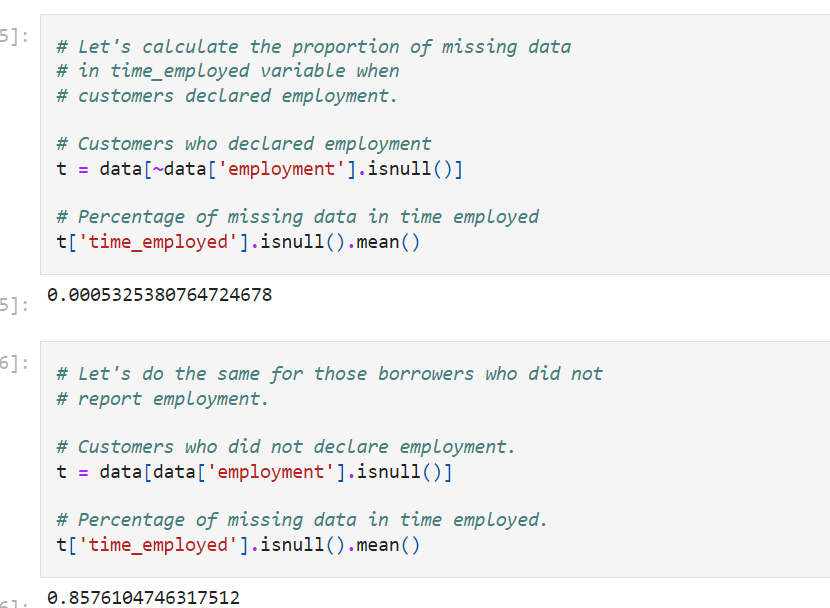 5]:
# Let's calculate the proportion of missing data
# in time_employed variable when
# customers declared employment.
# Customers who declared employment
t = data[~data['employment'].isnull()]
# Percentage of missing data in time employed
t['time_employed'].isnull().mean()
5]:
0.0005325380764724678
6]:
# Let's do the same for those borrowers who did not
# report employment.
# Customers who did not declare employment.
t = data[data['employment'].isnull()]
# Percentage of missing data in time employed.
t['time_employed'].isnull().mean()
6]:
0.8576104746317512